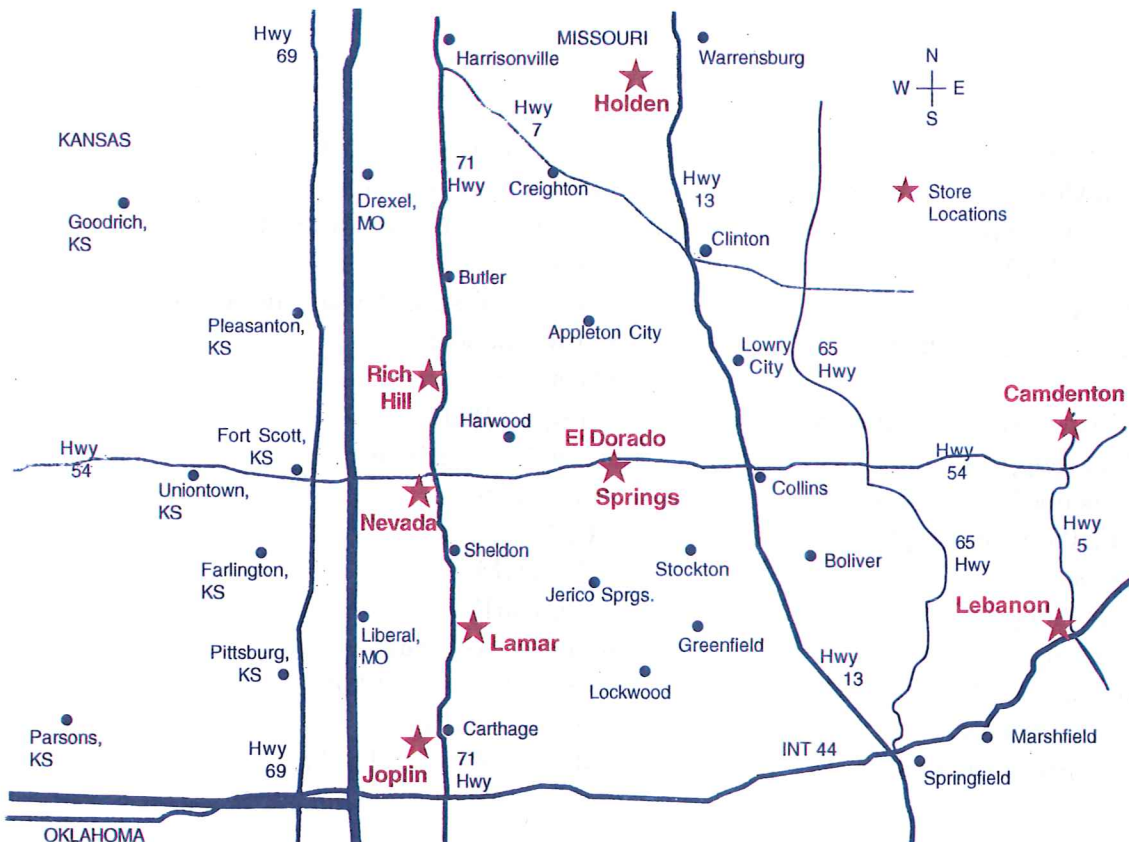 Hwy
69
Harrisonville
MISSOURI
Warrensburg
N
W E
S
Holden
Hwy
7
KANSAS
71
Hwy
Creighton
Hwy
13
Drexel,
MO
Store
Locations
Goodrich,
KS
Clinton
Butler
Pleasanton,
KS
Appleton City
Lowry
City
65
Hwy
Rich
Hill
Camdenton
Harwood
Fort Scott,
KS
El Dorado
Springs
Hwy
54
Uniontown,
KS
Hwy
54
Collins
Nevada
Hwy
5
Sheldon
Stockton
Boliver
65
Hwy
Farlington,
KS
Jerico Sprgs.
Lebanon
Liberal,
MO
Lamar
Greenfield
Pittsburg,
KS
Hwy
13
Lockwood
Parsons,
KS
Carthage
Marshfield
Hwy
69
Joplin
71
Hwy
INT 44
Springfield
OKLAHOMA